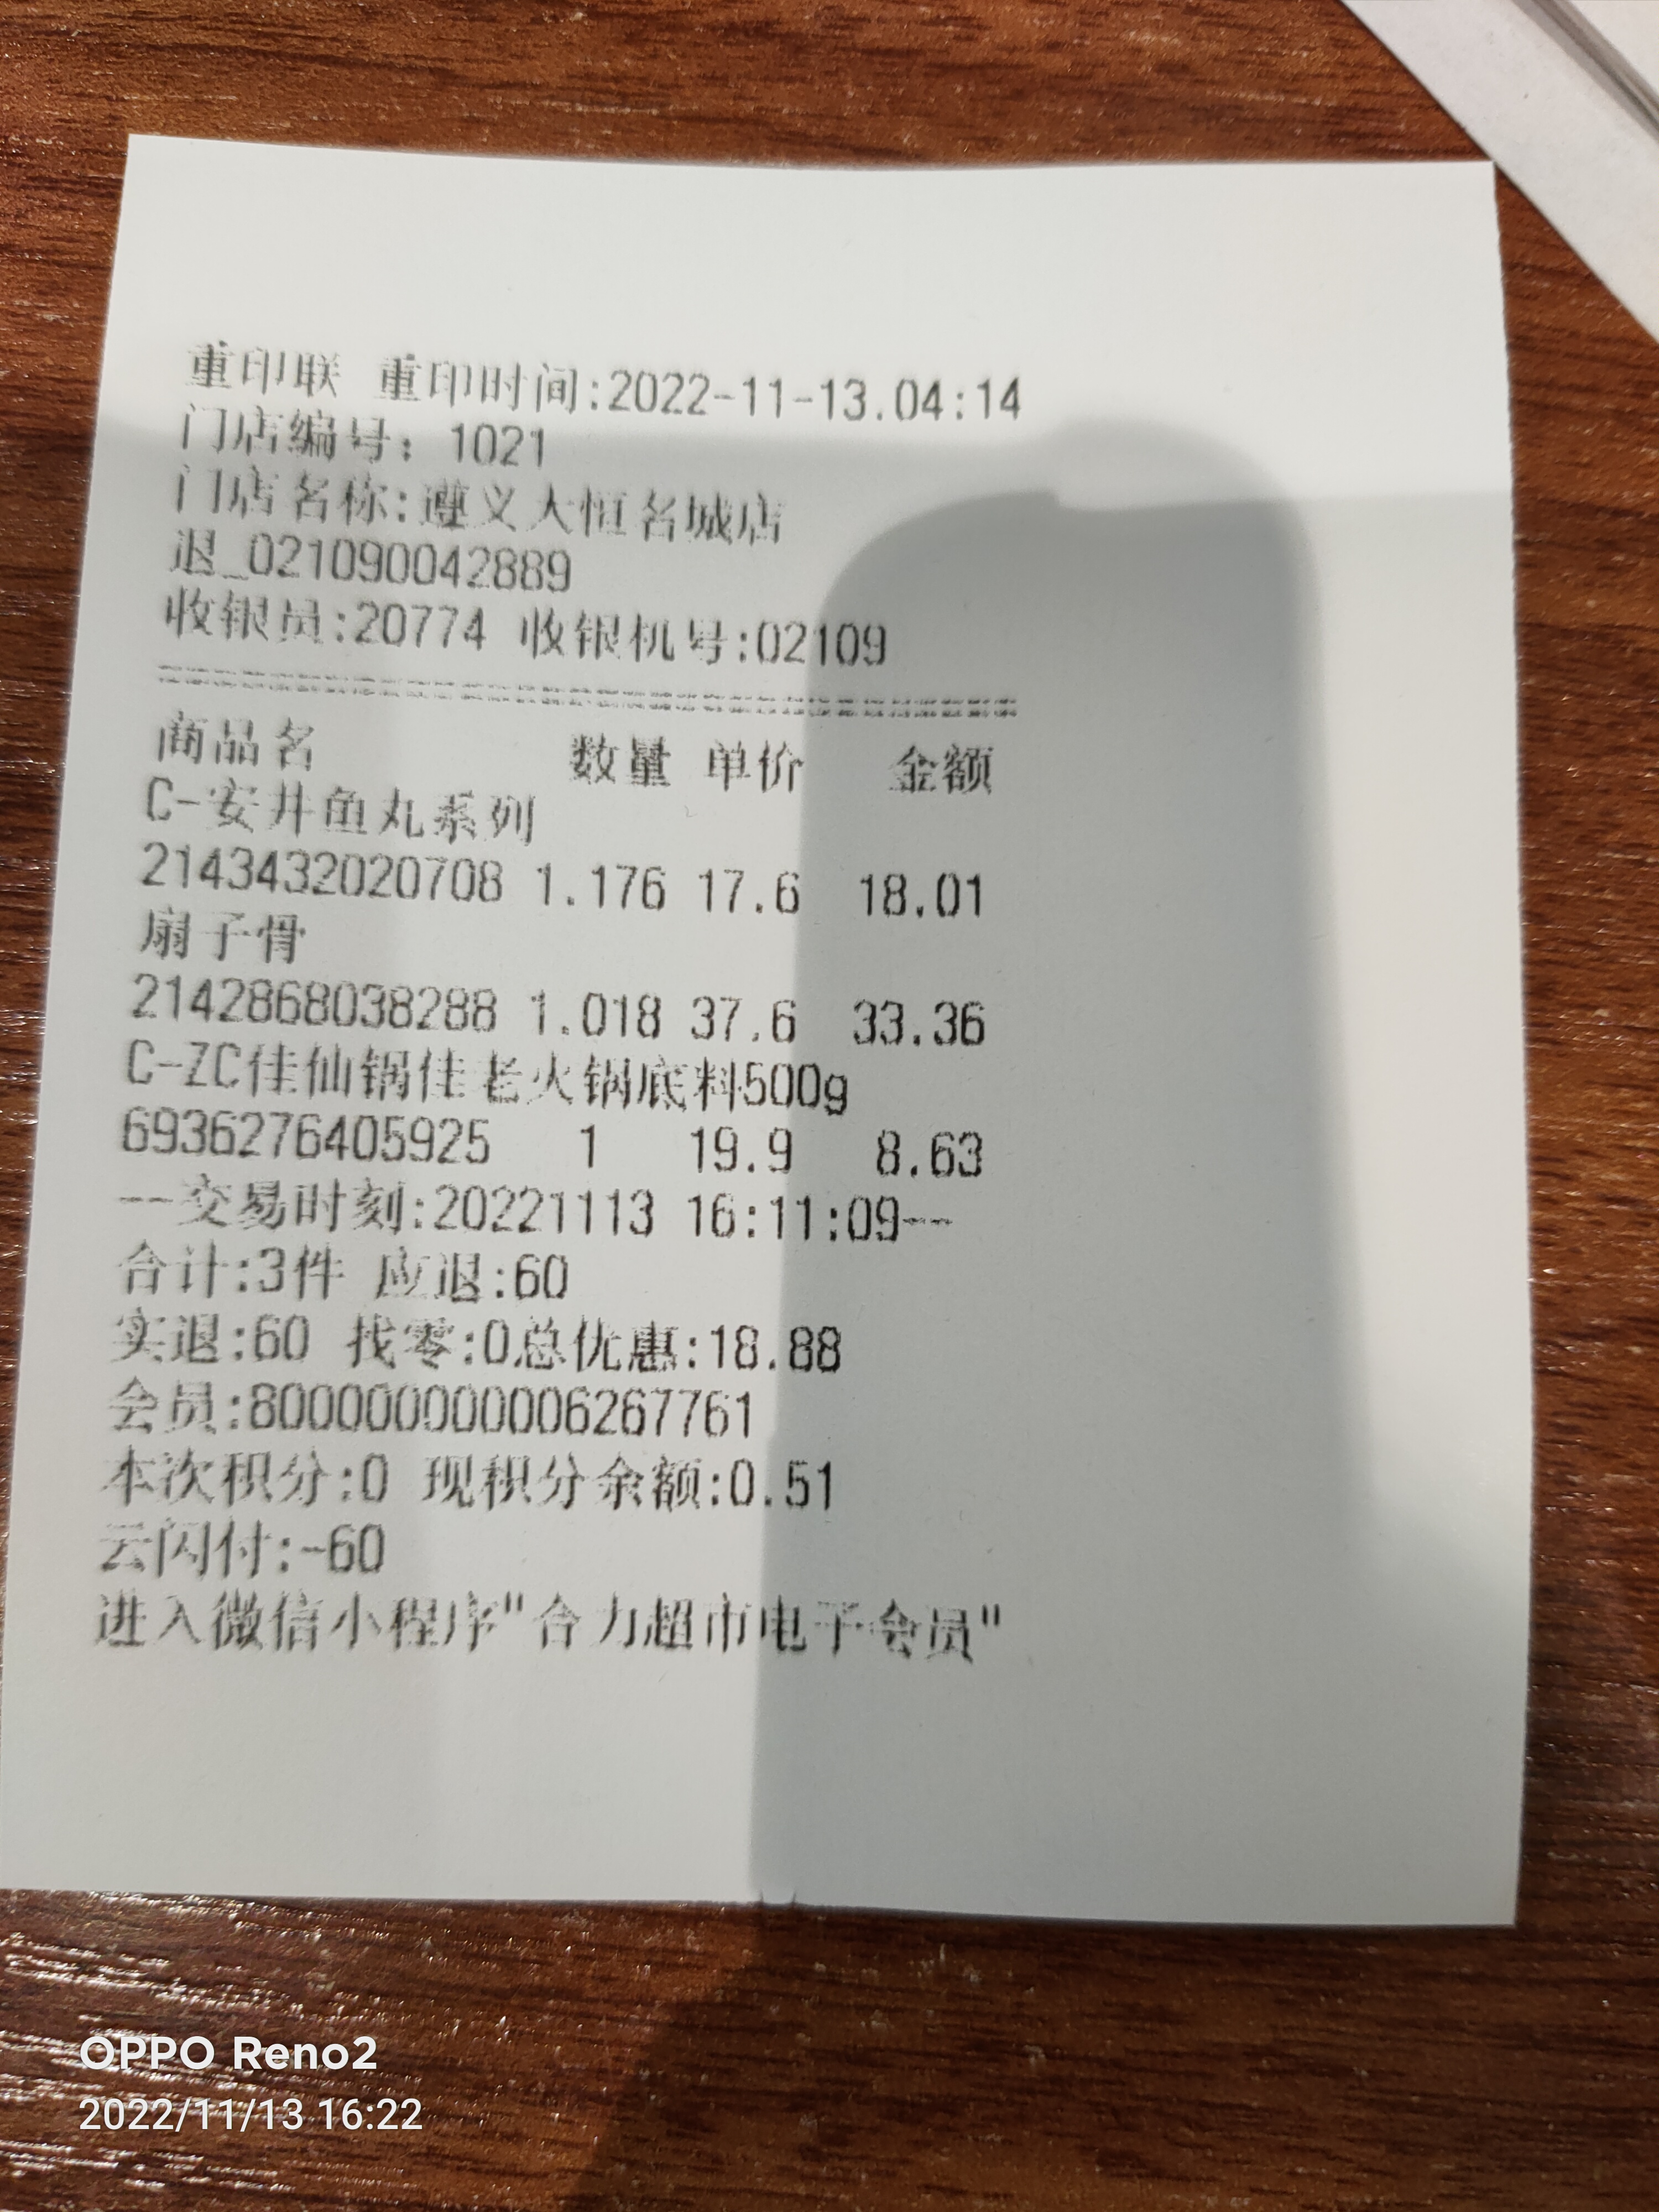 重印联 重印时间:2022-11-13.04:14
门店编号: 1021
门店名称:遵义大恒名城店
退_021090042889
收银员:20774 收银机号:02109
商品名 数量 单价 金额
C-安井鱼丸系列
2143432020708 1.176 17.6 18.01
扇子骨
2142868038288 1.018 37.6 33.36
C-ZC佳仙锅佳老火锅底料500g
6936276405925 1 19.9 8.63
--交易时刻:20221113 16:11:09--
合计:3件 应退:60
实退:60 找零:0总优惠:18.88
会员:8000000000006267761
本次积分:0 现积分余额:0.51
云闪付:-60
进入微信小程序"合力超市电子会员"
OPPO Reno2
2022/11/13 16:22